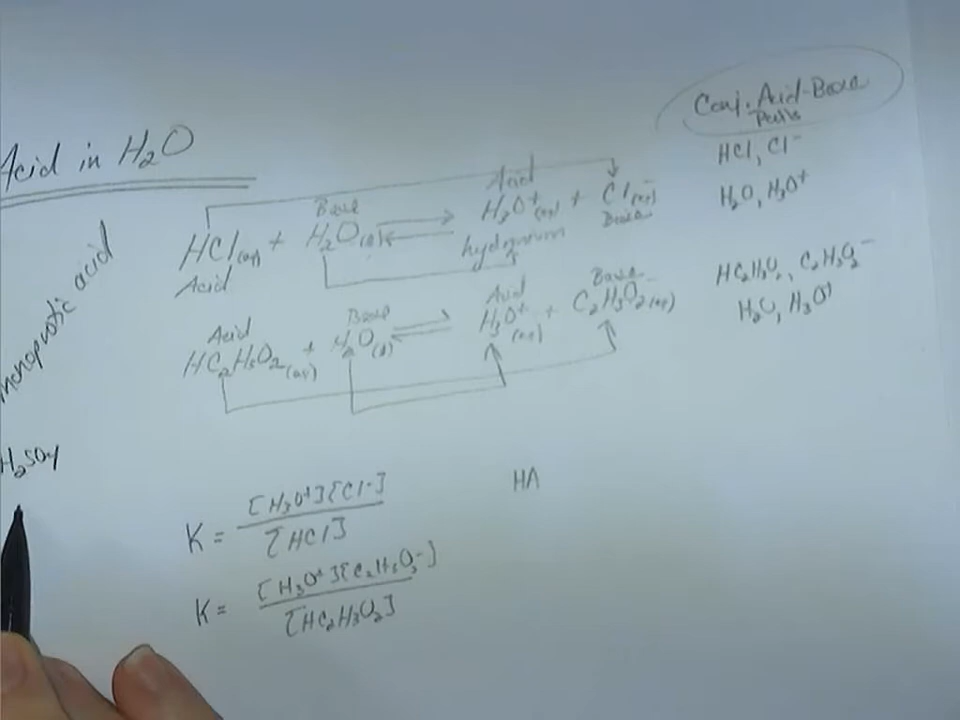 Acid in H₂O
Conj. Acid-Base
Pairs
HCl, Cl⁻
H₂O, H₃O⁺
Acid
Base
HCl(aq) + H₂O(l) ⇌ H₃O⁺(aq) + Cl⁻(aq)
Acid
hydronium
Base
monoprotic acid
HC₂H₃O₂, C₂H₃O₂⁻
H₂O, H₃O⁺
Acid Base Acid Base
HC₂H₃O₂(aq) + H₂O(l) ⇌ H₃O⁺(aq) + C₂H₃O₂⁻(aq)
H₂SO₄
HA
K = [H₃O⁺][Cl⁻] / [HCl]
K = [H₃O⁺][C₂H₃O₂⁻] / [HC₂H₃O₂]